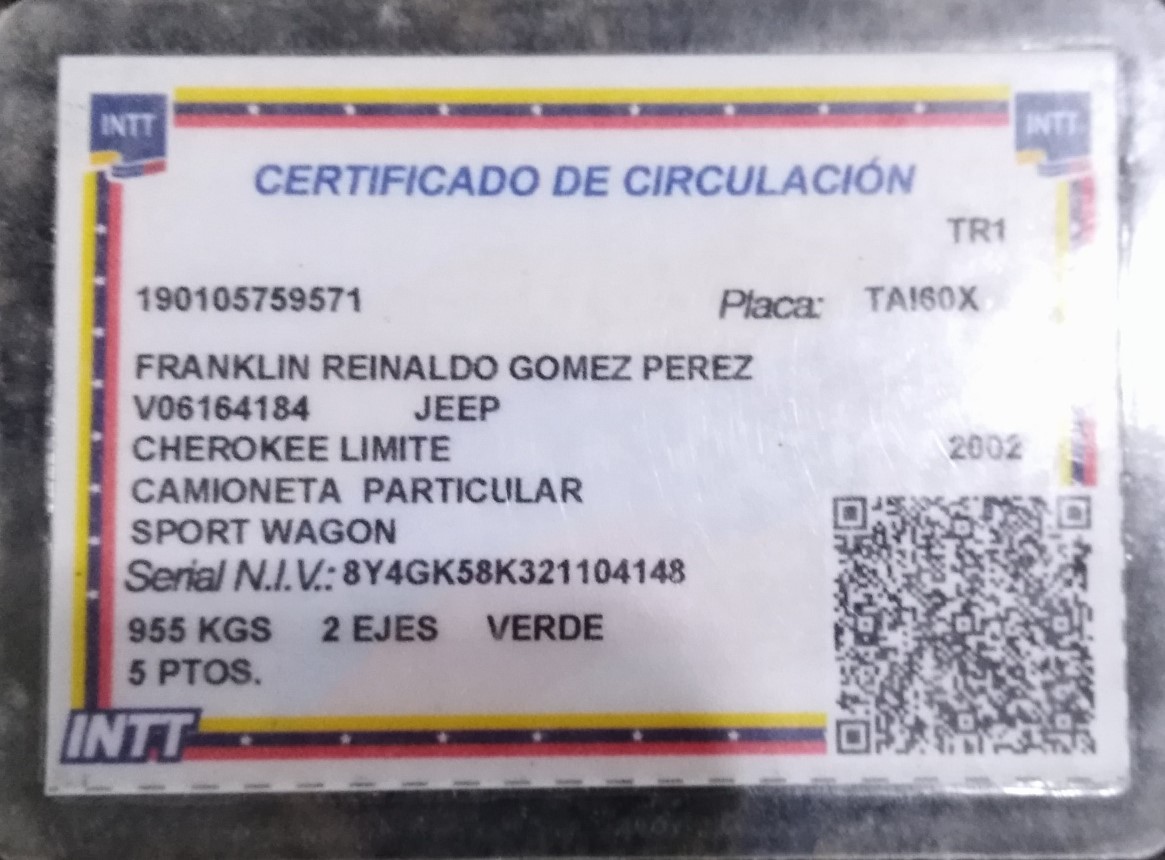 INTT INTT
CERTIFICADO DE CIRCULACIÓN
TR1
190105759571 Placa: TAI60X
FRANKLIN REINALDO GOMEZ PEREZ
V06164184 JEEP
CHEROKEE LIMITE 2002
CAMIONETA PARTICULAR
SPORT WAGON
Serial N.I.V.: 8Y4GK58K321104148
955 KGS 2 EJES VERDE
5 PTOS.
INTT